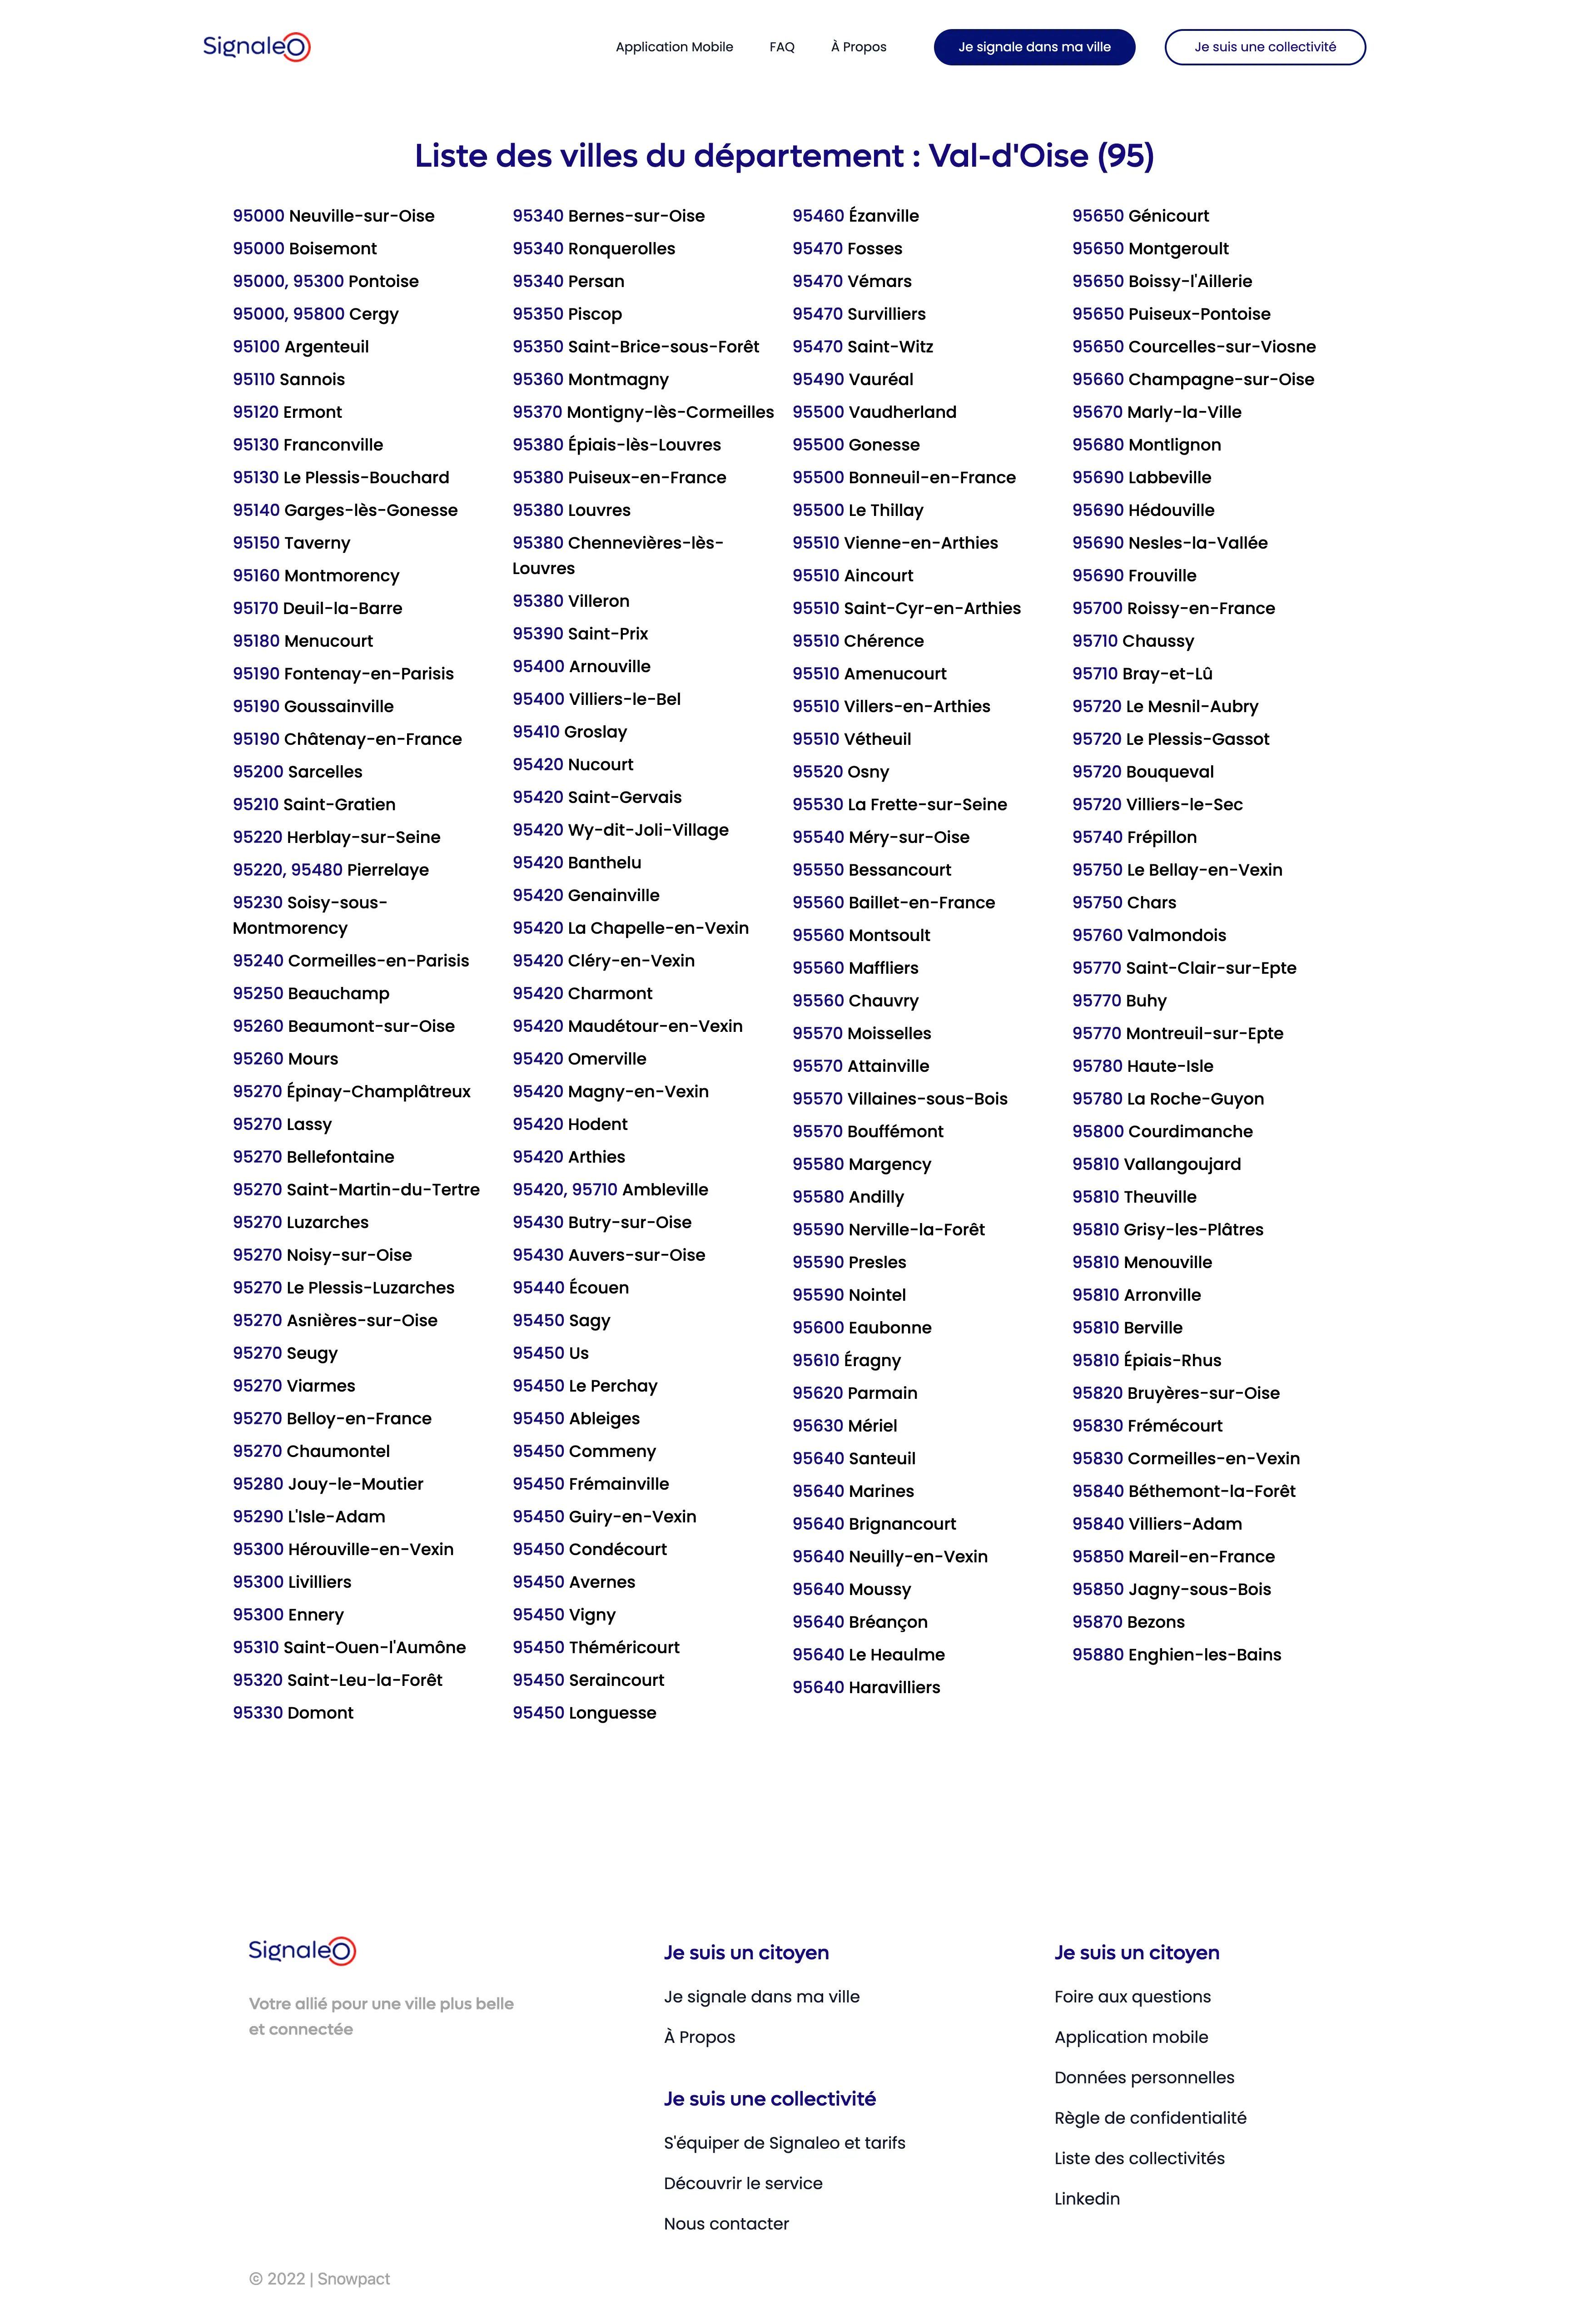 SignaleO
Application Mobile
FAQ
À Propos
Je signale dans ma ville
Je suis une collectivité
Liste des villes du département : Val-d'Oise (95)
95000 Neuville-sur-Oise
95000 Boisemont
95000, 95300 Pontoise
95000, 95800 Cergy
95100 Argenteuil
95110 Sannois
95120 Ermont
95130 Franconville
95130 Le Plessis-Bouchard
95140 Garges-lès-Gonesse
95150 Taverny
95160 Montmorency
95170 Deuil-la-Barre
95180 Menucourt
95190 Fontenay-en-Parisis
95190 Goussainville
95190 Châtenay-en-France
95200 Sarcelles
95210 Saint-Gratien
95220 Herblay-sur-Seine
95220, 95480 Pierrelaye
95230 Soisy-sous-
Montmorency
95240 Cormeilles-en-Parisis
95250 Beauchamp
95260 Beaumont-sur-Oise
95260 Mours
95270 Épinay-Champlâtreux
95270 Lassy
95270 Bellefontaine
95270 Saint-Martin-du-Tertre
95270 Luzarches
95270 Noisy-sur-Oise
95270 Le Plessis-Luzarches
95270 Asnières-sur-Oise
95270 Seugy
95270 Viarmes
95270 Belloy-en-France
95270 Chaumontel
95280 Jouy-le-Moutier
95290 L'Isle-Adam
95300 Hérouville-en-Vexin
95300 Livilliers
95300 Ennery
95310 Saint-Ouen-l'Aumône
95320 Saint-Leu-la-Forêt
95330 Domont
95340 Bernes-sur-Oise
95340 Ronquerolles
95340 Persan
95350 Piscop
95350 Saint-Brice-sous-Forêt
95360 Montmagny
95370 Montigny-lès-Cormeilles
95380 Épiais-lès-Louvres
95380 Puiseux-en-France
95380 Louvres
95380 Chennevières-lès-
Louvres
95380 Villeron
95390 Saint-Prix
95400 Arnouville
95400 Villiers-le-Bel
95410 Groslay
95420 Nucourt
95420 Saint-Gervais
95420 Wy-dit-Joli-Village
95420 Banthelu
95420 Genainville
95420 La Chapelle-en-Vexin
95420 Cléry-en-Vexin
95420 Charmont
95420 Maudétour-en-Vexin
95420 Omerville
95420 Magny-en-Vexin
95420 Hodent
95420 Arthies
95420, 95710 Ambleville
95430 Butry-sur-Oise
95430 Auvers-sur-Oise
95440 Écouen
95450 Sagy
95450 Us
95450 Le Perchay
95450 Ableiges
95450 Commeny
95450 Frémainville
95450 Guiry-en-Vexin
95450 Condécourt
95450 Avernes
95450 Vigny
95450 Théméricourt
95450 Seraincourt
95450 Longuesse
95460 Ézanville
95470 Fosses
95470 Vémars
95470 Survilliers
95470 Saint-Witz
95490 Vauréal
95500 Vaudherland
95500 Gonesse
95500 Bonneuil-en-France
95500 Le Thillay
95510 Vienne-en-Arthies
95510 Aincourt
95510 Saint-Cyr-en-Arthies
95510 Chérence
95510 Amenucourt
95510 Villers-en-Arthies
95510 Vétheuil
95520 Osny
95530 La Frette-sur-Seine
95540 Méry-sur-Oise
95550 Bessancourt
95560 Baillet-en-France
95560 Montsoult
95560 Maffliers
95560 Chauvry
95570 Moisselles
95570 Attainville
95570 Villaines-sous-Bois
95570 Bouffémont
95580 Margency
95580 Andilly
95590 Nerville-la-Forêt
95590 Presles
95590 Nointel
95600 Eaubonne
95610 Éragny
95620 Parmain
95630 Mériel
95640 Santeuil
95640 Marines
95640 Brignancourt
95640 Neuilly-en-Vexin
95640 Moussy
95640 Bréançon
95640 Le Heaulme
95640 Haravilliers
95650 Génicourt
95650 Montgeroult
95650 Boissy-l'Aillerie
95650 Puiseux-Pontoise
95650 Courcelles-sur-Viosne
95660 Champagne-sur-Oise
95670 Marly-la-Ville
95680 Montlignon
95690 Labbeville
95690 Hédouville
95690 Nesles-la-Vallée
95690 Frouville
95700 Roissy-en-France
95710 Chaussy
95710 Bray-et-Lû
95720 Le Mesnil-Aubry
95720 Le Plessis-Gassot
95720 Bouqueval
95720 Villiers-le-Sec
95740 Frépillon
95750 Le Bellay-en-Vexin
95750 Chars
95760 Valmondois
95770 Saint-Clair-sur-Epte
95770 Buhy
95770 Montreuil-sur-Epte
95780 Haute-Isle
95780 La Roche-Guyon
95800 Courdimanche
95810 Vallangoujard
95810 Theuville
95810 Grisy-les-Plâtres
95810 Menouville
95810 Arronville
95810 Berville
95810 Épiais-Rhus
95820 Bruyères-sur-Oise
95830 Frémécourt
95830 Cormeilles-en-Vexin
95840 Béthemont-la-Forêt
95840 Villiers-Adam
95850 Mareil-en-France
95850 Jagny-sous-Bois
95870 Bezons
95880 Enghien-les-Bains
SignaleO
Votre allié pour une ville plus belle
et connectée
Je suis un citoyen
Je signale dans ma ville
À Propos
Je suis une collectivité
S'équiper de Signaleo et tarifs
Découvrir le service
Nous contacter
Je suis un citoyen
Foire aux questions
Application mobile
Données personnelles
Règle de confidentialité
Liste des collectivités
Linkedin
© 2022 | Snowpact